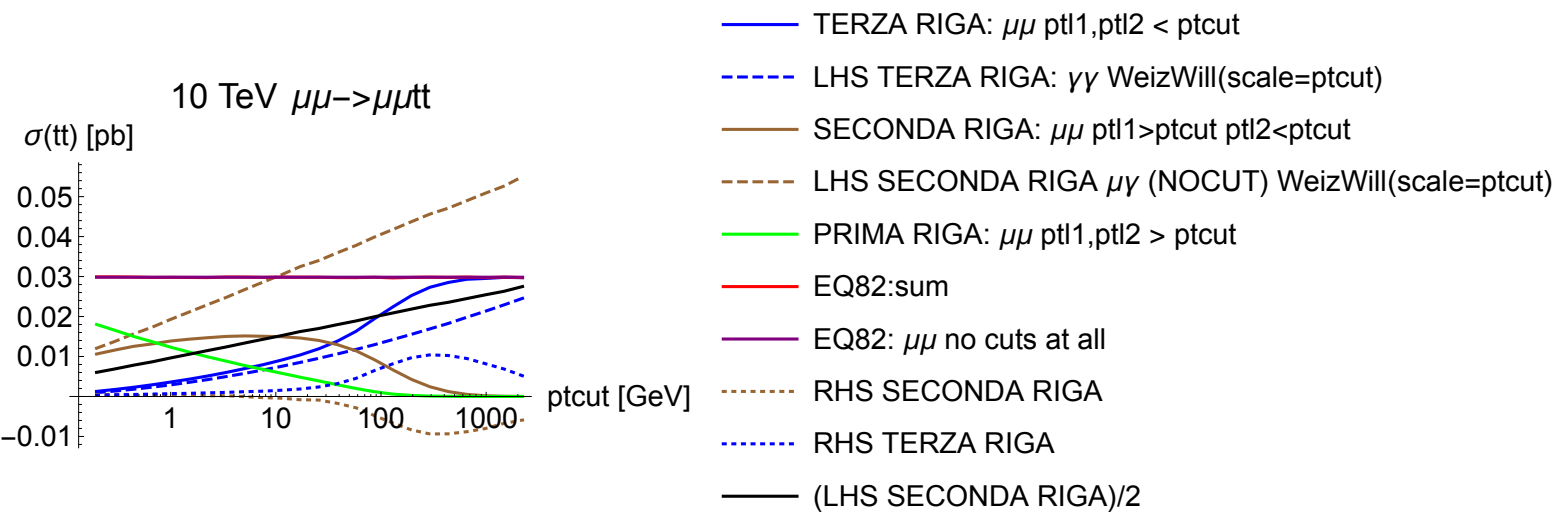 10 TeV μμ−>μμtt
σ(tt) [pb]
0.05
0.04
0.03
0.02
0.01
−0.01
1
10
100
1000
ptcut [GeV]
TERZA RIGA: μμ ptl1,ptl2 < ptcut
LHS TERZA RIGA: γγ WeizWill(scale=ptcut)
SECONDA RIGA: μμ ptl1>ptcut ptl2<ptcut
LHS SECONDA RIGA μγ (NOCUT) WeizWill(scale=ptcut)
PRIMA RIGA: μμ ptl1,ptl2 > ptcut
EQ82:sum
EQ82: μμ no cuts at all
RHS SECONDA RIGA
RHS TERZA RIGA
(LHS SECONDA RIGA)/2